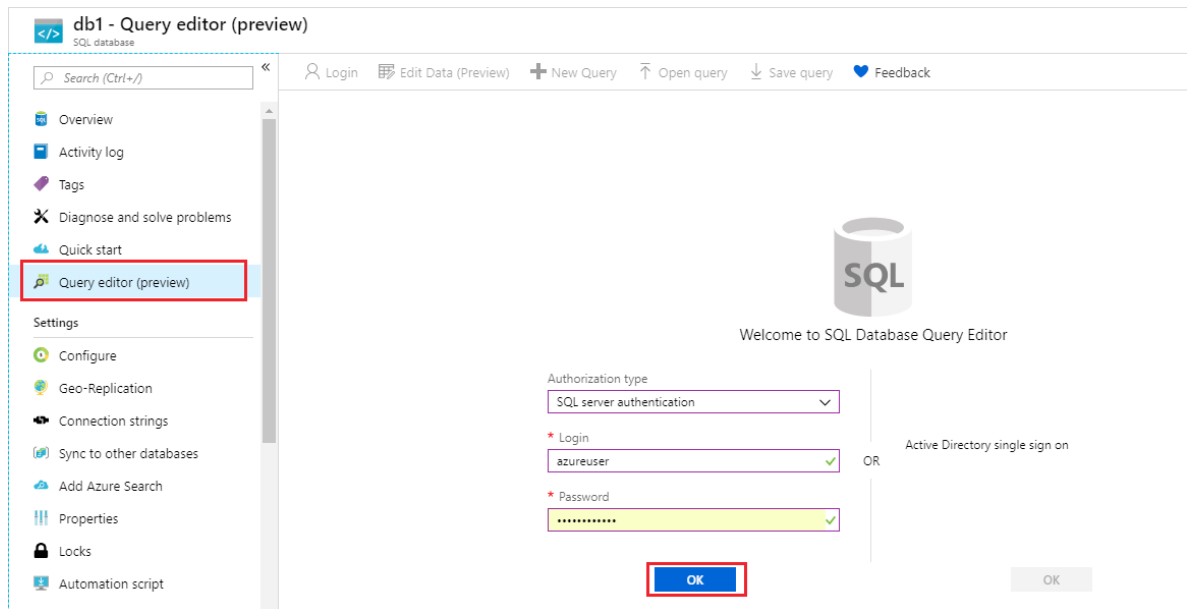 db1 - Query editor (preview)
SQL database
Search (Ctrl+/)
«
Login
Edit Data (Preview)
New Query
Open query
Save query
Feedback
Overview
Activity log
Tags
Diagnose and solve problems
Quick start
Query editor (preview)
Settings
Configure
Geo-Replication
Connection strings
Sync to other databases
Add Azure Search
Properties
Locks
Automation script
SQL
Welcome to SQL Database Query Editor
Authorization type
SQL server authentication
* Login
azureuser
* Password
••••••••••••
OK
OR
Active Directory single sign on
OK